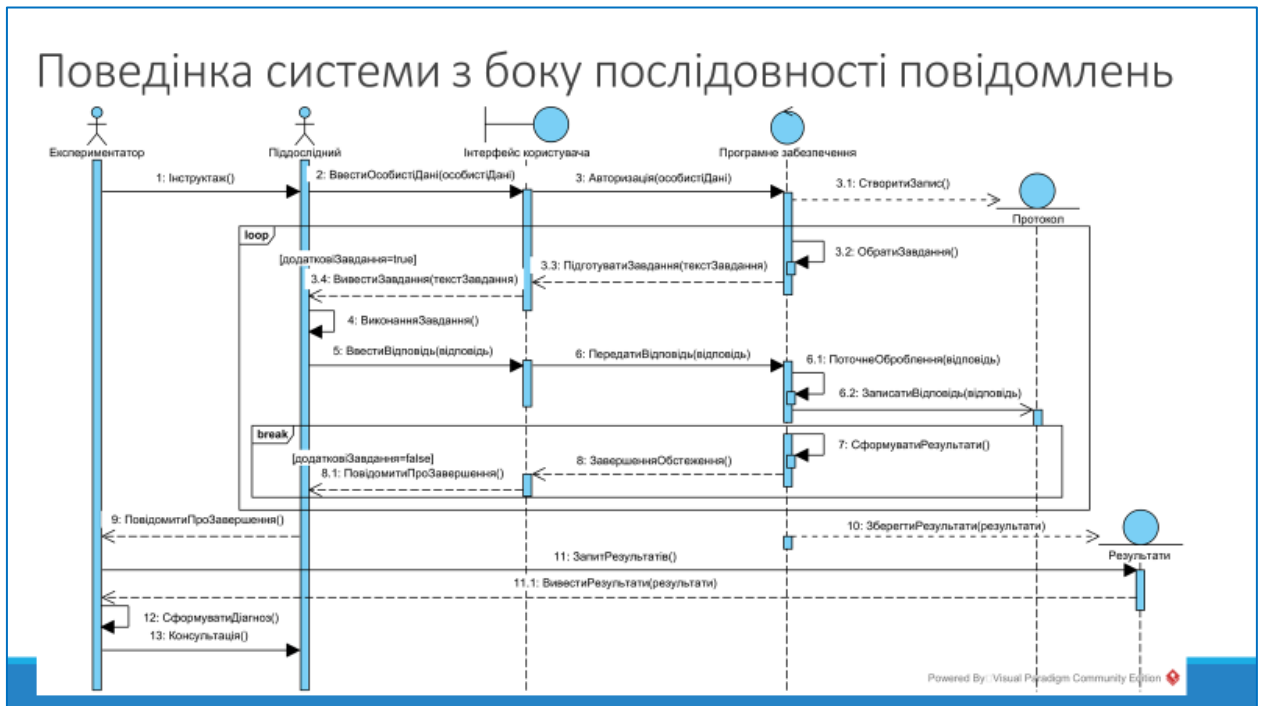 Поведінка системи з боку послідовності повідомлень
Експериментатор
Піддослідний
Інтерфейс користувача
Програмне забезпечення
1: Інструктаж()
2: ВвестиОсобистіДані(особистіДані)
3: Авторизація(особистіДані)
3.1: СтворитиЗапис()
Протокол
loop
3.2: ОбратиЗавдання()
[додатковіЗавдання=true]
3.3: ПідготуватиЗавдання(текстЗавдання)
3.4: ВивестиЗавдання(текстЗавдання)
4: ВиконанняЗавдання()
5: ВвестиВідповідь(відповідь)
6: ПередатиВідповідь(відповідь)
6.1: ПоточнеОброблення(відповідь)
6.2: ЗаписатиВідповідь(відповідь)
break
7: СформуватиРезультати()
[додатковіЗавдання=false]
8: ЗавершенняОбстеження()
8.1: ПовідомитиПроЗавершення()
9: ПовідомитиПроЗавершення()
10: ЗберегтиРезультати(результати)
Результати
11: ЗапитРезультатів()
11.1: ВивестиРезультати(результати)
12: СформуватиДіагноз()
13: Консультація()
Powered By Visual Paradigm Community Edition